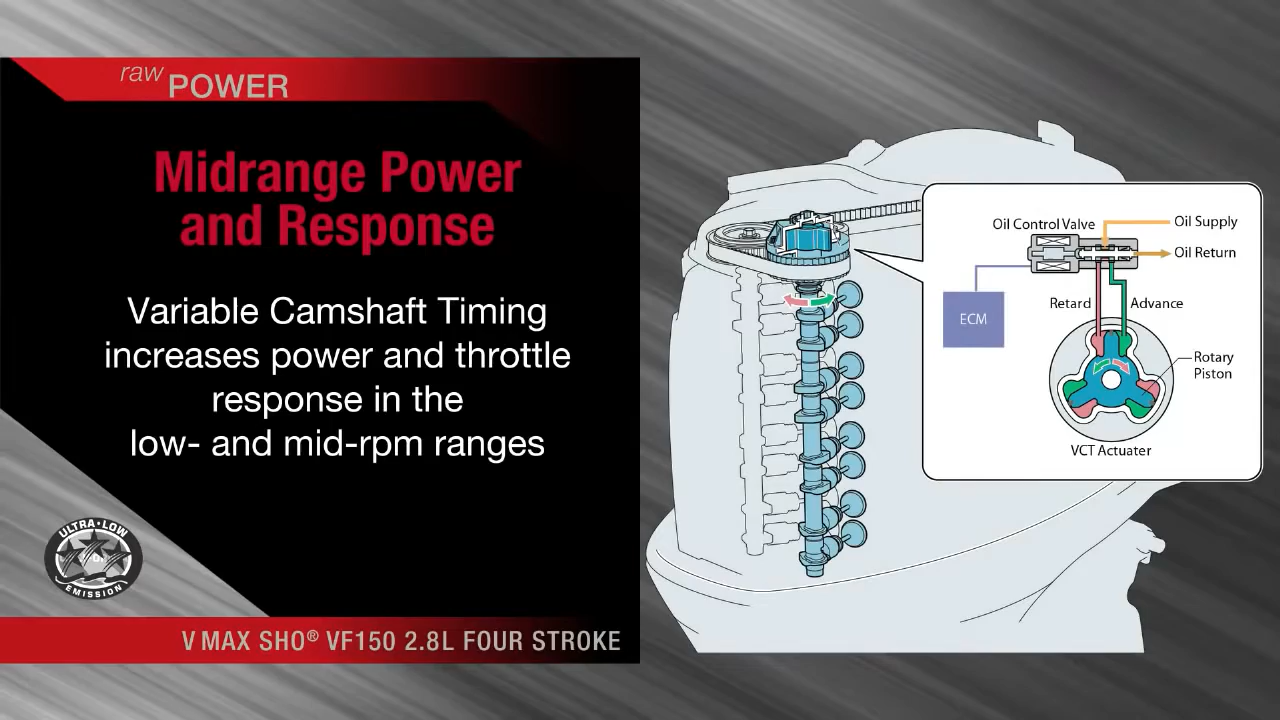 raw
POWER
Midrange Power
and Response
Variable Camshaft Timing
increases power and throttle
response in the
low- and mid-rpm ranges
ULTRA·LOW
EMISSION
V MAX SHO® VF150 2.8L FOUR STROKE
Oil Control Valve
Oil Supply
Oil Return
ECM
Retard
Advance
Rotary
Piston
VCT Actuater